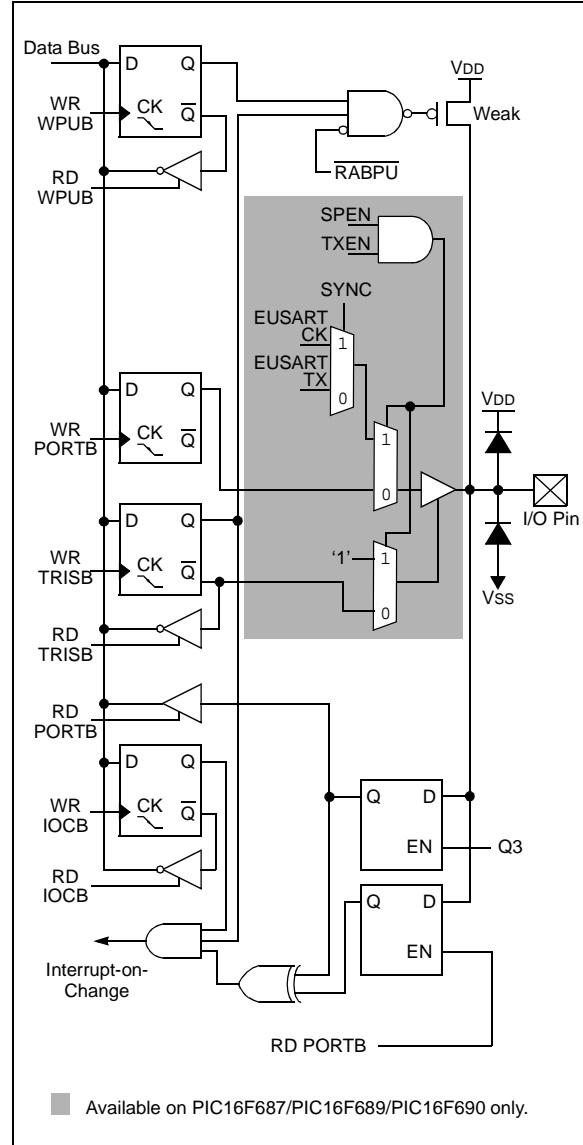 Data Bus
D Q
WR
WPUB
CK Q
RD
WPUB
VDD
Weak
RABPU
SPEN
TXEN
SYNC
EUSART
CK
1
EUSART
TX
0
D Q
WR
PORTB
CK Q
1
0
VDD
I/O Pin
VSS
D Q
WR
TRISB
CK Q
'1'
1
0
RD
TRISB
RD
PORTB
D Q
WR
IOCB
CK Q
RD
IOCB
Q D
EN
Q3
Q D
EN
Interrupt-on-
Change
RD PORTB
Available on PIC16F687/PIC16F689/PIC16F690 only.